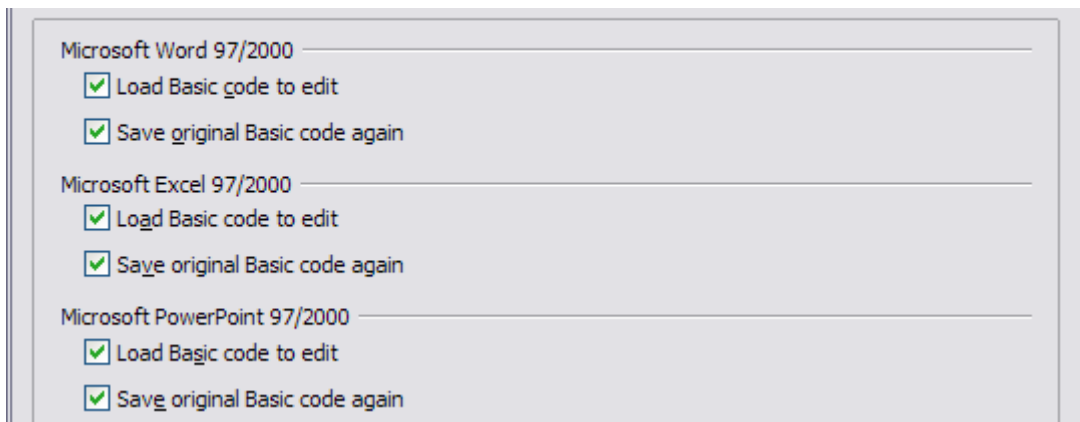 Microsoft Word 97/2000
Load Basic code to edit
Save original Basic code again
Microsoft Excel 97/2000
Load Basic code to edit
Save original Basic code again
Microsoft PowerPoint 97/2000
Load Basic code to edit
Save original Basic code again